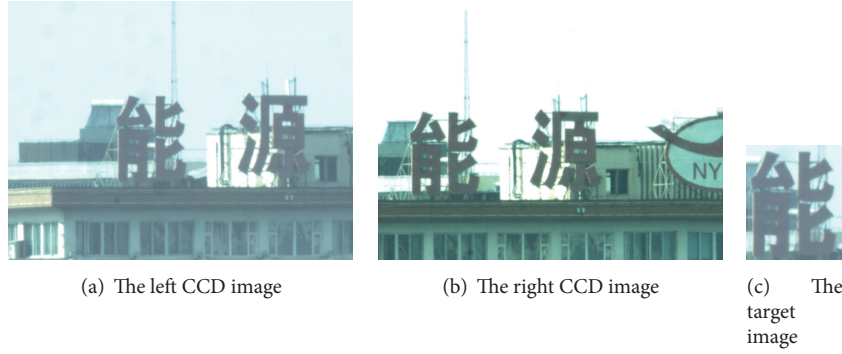 能 源
能 源
NY
能
(a) The left CCD image
(b) The right CCD image
(c) The
target
image